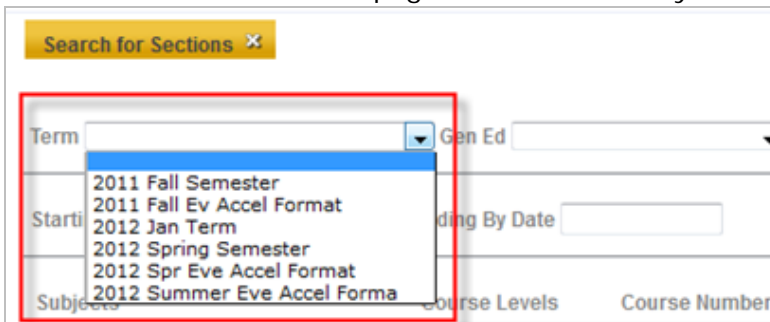 Search for Sections ×
Term Gen Ed
2011 Fall Semester
2011 Fall Ev Accel Format
2012 Jan Term
Starti ding By Date
2012 Spring Semester
2012 Spr Eve Accel Format
2012 Summer Eve Accel Forma
Subjects Course Levels Course Number